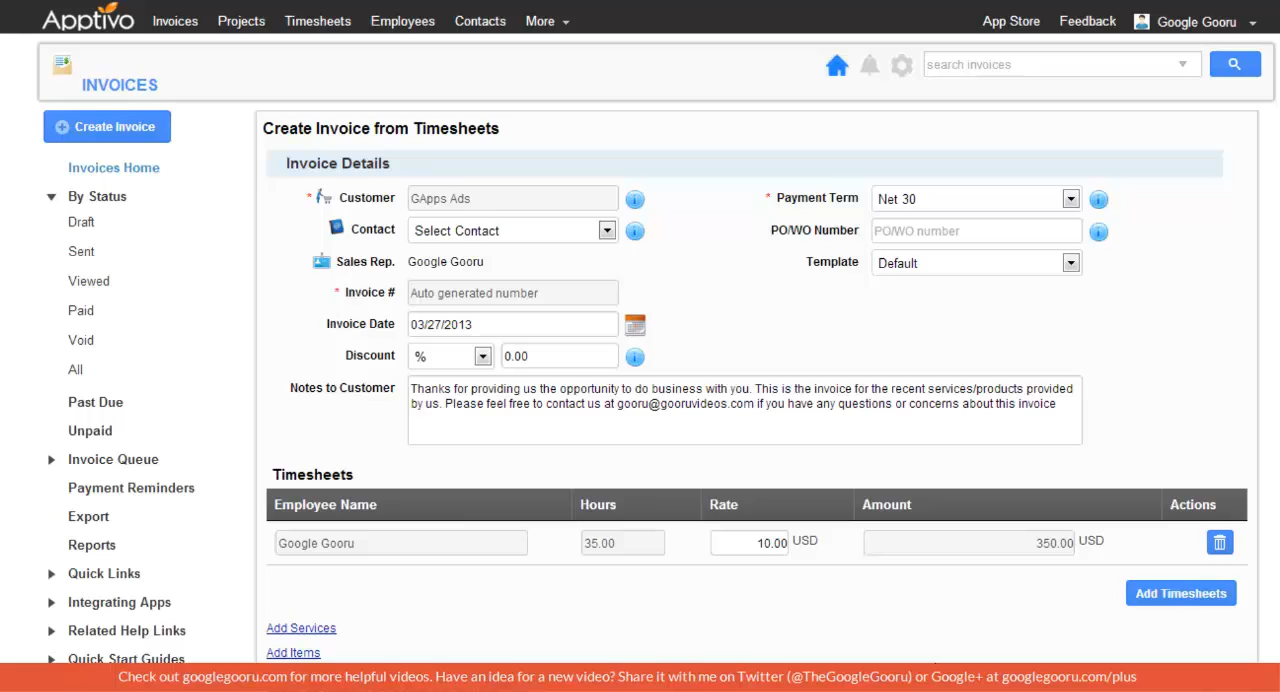 Apptivo Invoices Projects Timesheets Employees Contacts More App Store Feedback Google Gooru
INVOICES
search invoices
Create Invoice
Invoices Home
By Status
Draft
Sent
Viewed
Paid
Void
All
Past Due
Unpaid
Invoice Queue
Payment Reminders
Export
Reports
Quick Links
Integrating Apps
Related Help Links
Quick Start Guides
Create Invoice from Timesheets
Invoice Details
* Customer GApps Ads
Contact Select Contact
Sales Rep. Google Gooru
* Invoice # Auto generated number
Invoice Date 03/27/2013
Discount % 0.00
* Payment Term Net 30
PO/WO Number PO/WO number
Template Default
Notes to Customer Thanks for providing us the opportunity to do business with you. This is the invoice for the recent services/products provided
by us. Please feel free to contact us at gooru@gooruvideos.com if you have any questions or concerns about this invoice
Timesheets
Employee Name Hours Rate Amount Actions
Google Gooru 35.00 10.00 USD 350.00 USD
Add Timesheets
Add Services
Add Items
Check out googlegooru.com for more helpful videos. Have an idea for a new video? Share it with me on Twitter (@TheGoogleGooru) or Google+ at googlegooru.com/plus